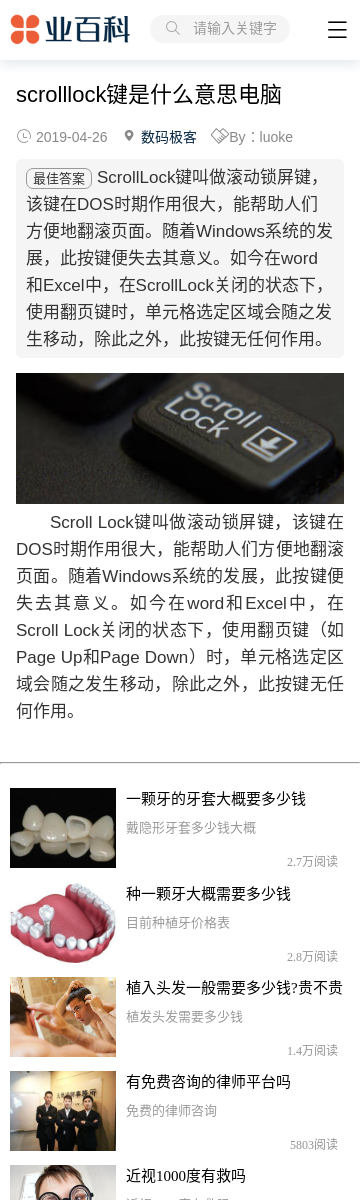 业百科
请输入关键字
scrolllock键是什么意思电脑
2019-04-26 数码极客 By：luoke
最佳答案 ScrollLock键叫做滚动锁屏键，
该键在DOS时期作用很大，能帮助人们
方便地翻滚页面。随着Windows系统的发
展，此按键便失去其意义。如今在word
和Excel中，在ScrollLock关闭的状态下，
使用翻页键时，单元格选定区域会随之发
生移动，除此之外，此按键无任何作用。
Scroll
Lock
Scroll Lock键叫做滚动锁屏键，该键在
DOS时期作用很大，能帮助人们方便地翻滚
页面。随着Windows系统的发展，此按键便
失去其意义。如今在word和Excel中，在
Scroll Lock关闭的状态下，使用翻页键（如
Page Up和Page Down）时，单元格选定区
域会随之发生移动，除此之外，此按键无任
何作用。
一颗牙的牙套大概要多少钱
戴隐形牙套多少钱大概
2.7万阅读
种一颗牙大概需要多少钱
目前种植牙价格表
2.8万阅读
植入头发一般需要多少钱?贵不贵
植发头发需要多少钱
1.4万阅读
有免费咨询的律师平台吗
免费的律师咨询
5803阅读
近视1000度有救吗